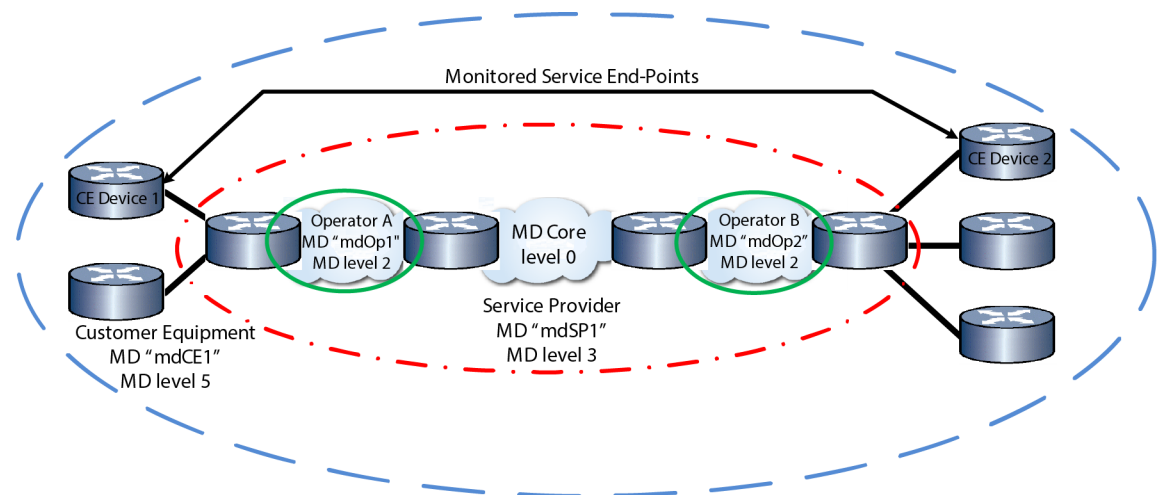 Monitored Service End-Points
CE Device 1
CE Device 2
Operator A
MD “mdOp1"
MD level 2
MD Core
level 0
Operator B
MD “mdOp2”
MD level 2
Service Provider
MD “mdSP1”
MD level 3
Customer Equipment
MD “mdCE1”
MD level 5